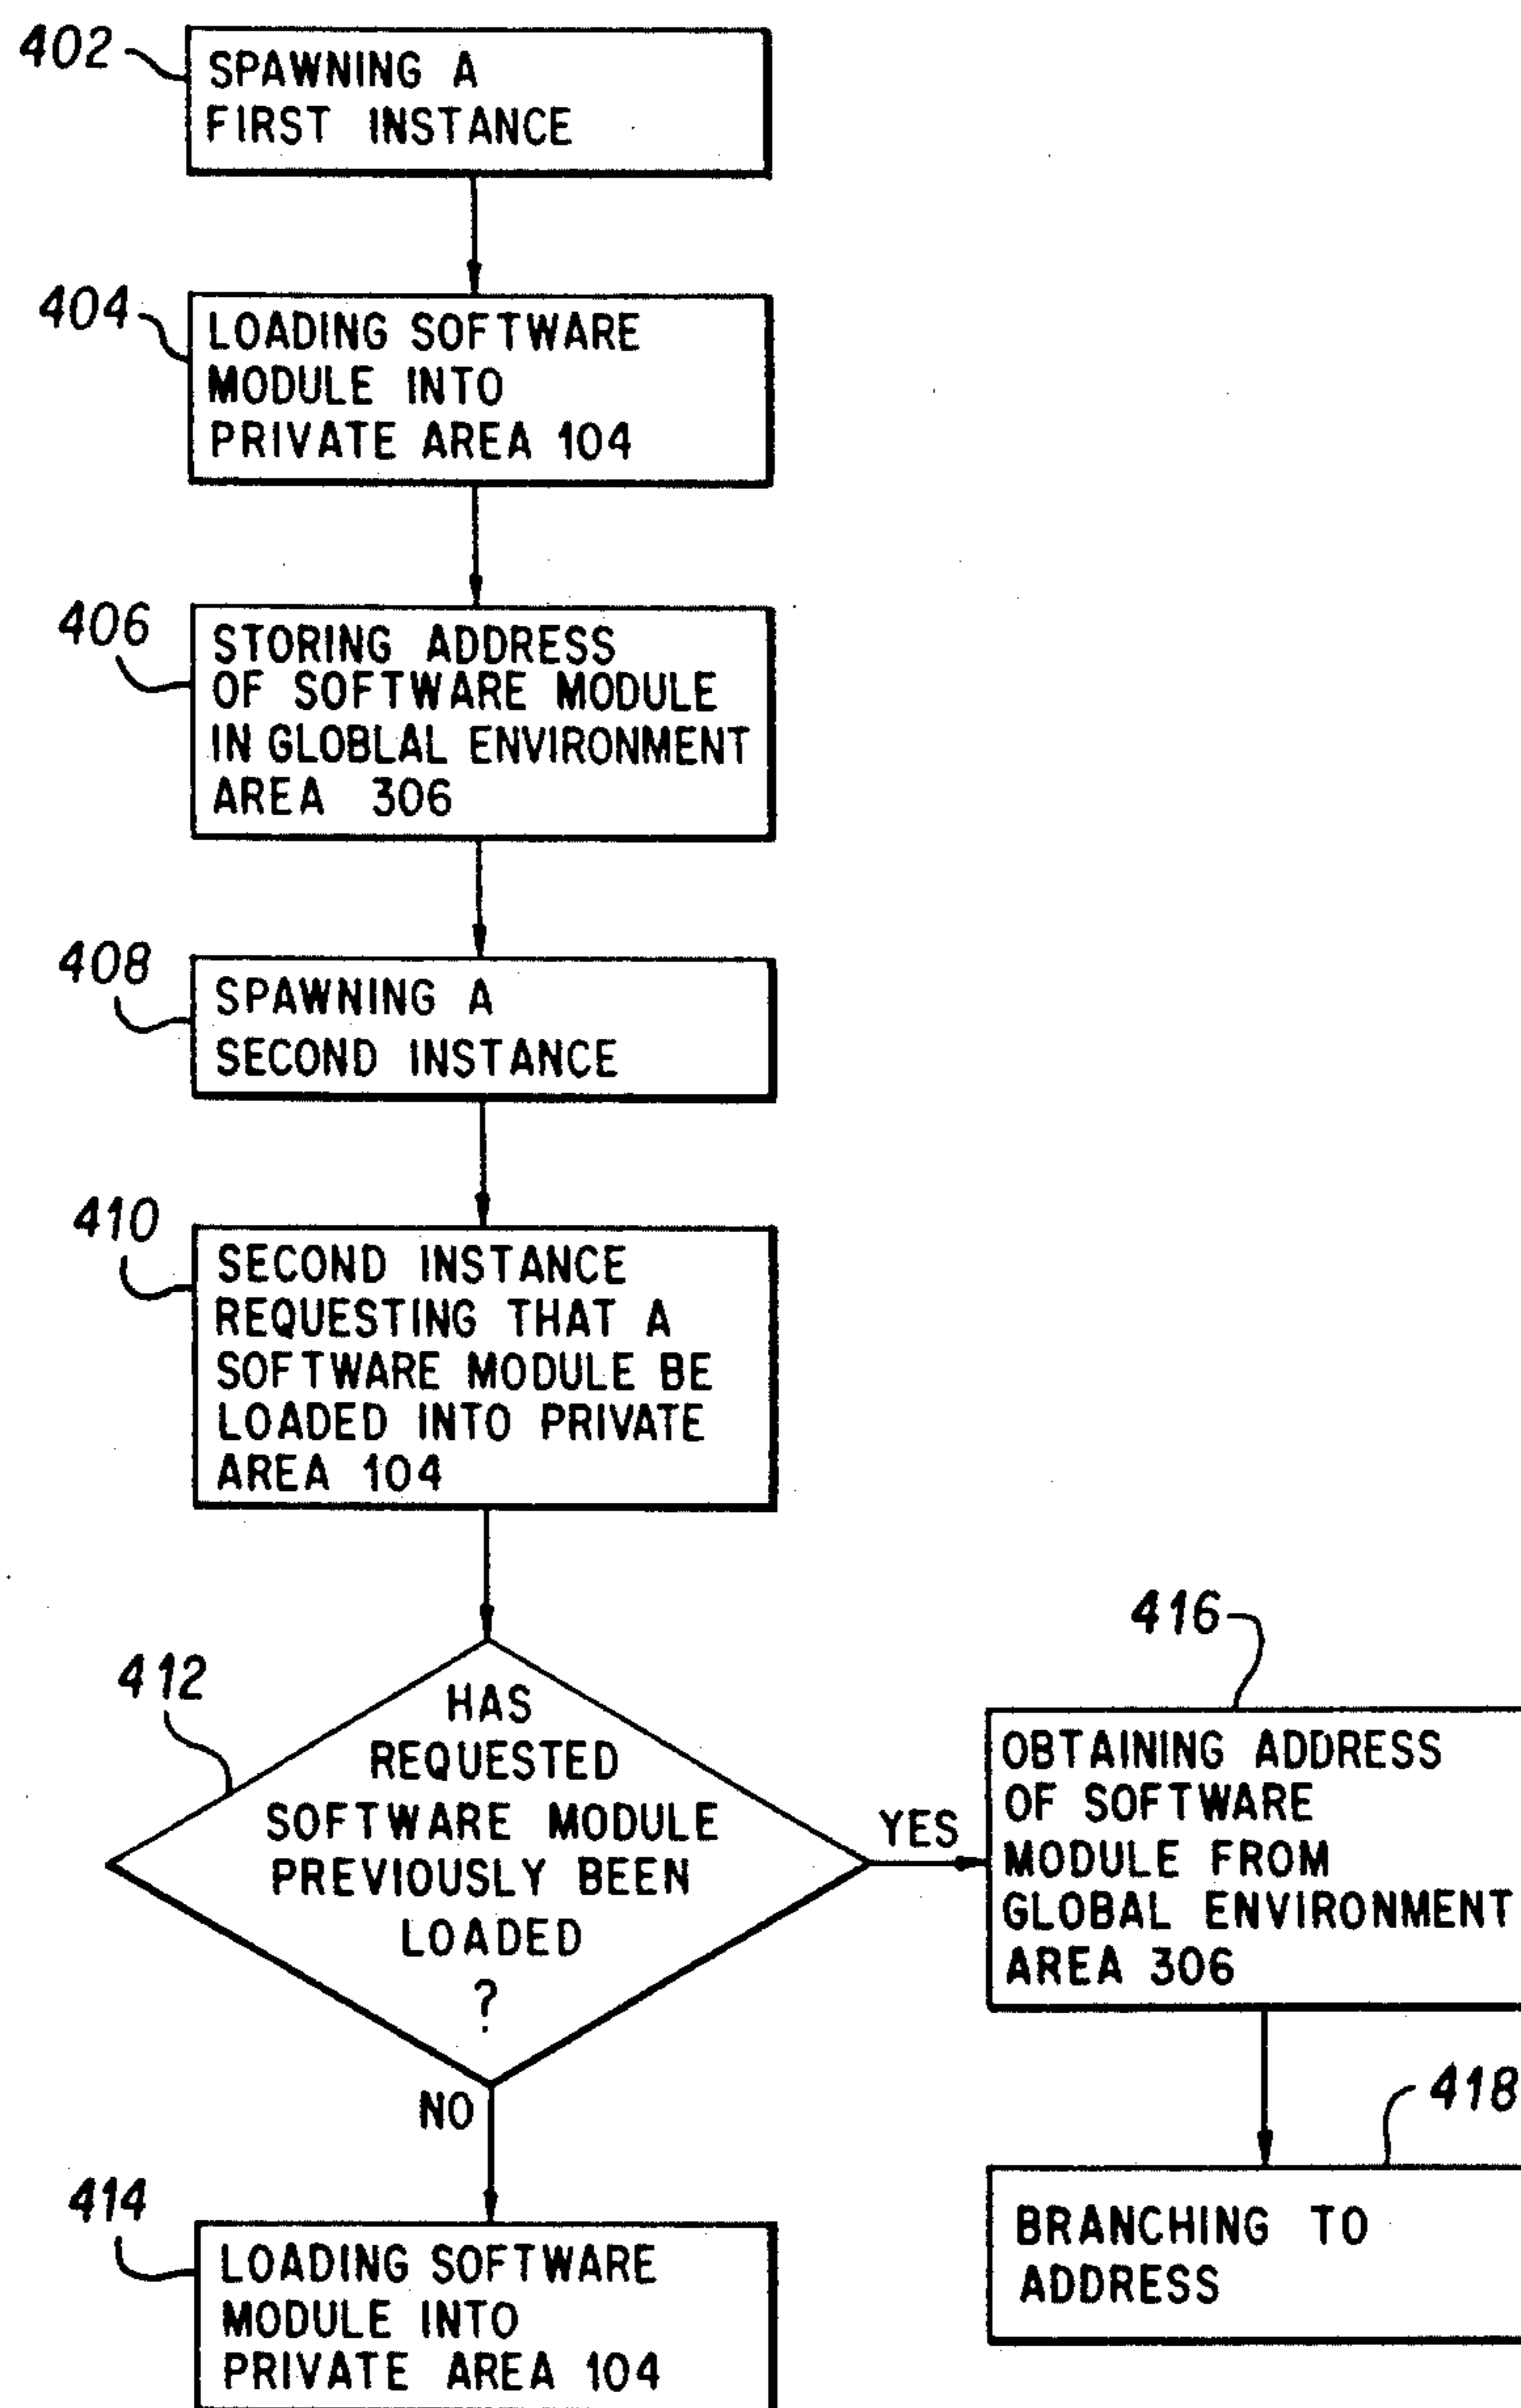 402
SPAWNING A
FIRST INSTANCE
404
LOADING SOFTWARE
MODULE INTO
PRIVATE AREA 104
406
STORING ADDRESS
OF SOFTWARE MODULE
IN GLOBLAL ENVIRONMENT
AREA 306
408
SPAWNING A
SECOND INSTANCE
410
SECOND INSTANCE
REQUESTING THAT A
SOFTWARE MODULE BE
LOADED INTO PRIVATE
AREA 104
412
HAS
REQUESTED
SOFTWARE MODULE
PREVIOUSLY BEEN
LOADED
?
YES
416
OBTAINING ADDRESS
OF SOFTWARE
MODULE FROM
GLOBAL ENVIRONMENT
AREA 306
418
BRANCHING TO
ADDRESS
NO
414
LOADING SOFTWARE
MODULE INTO
PRIVATE AREA 104